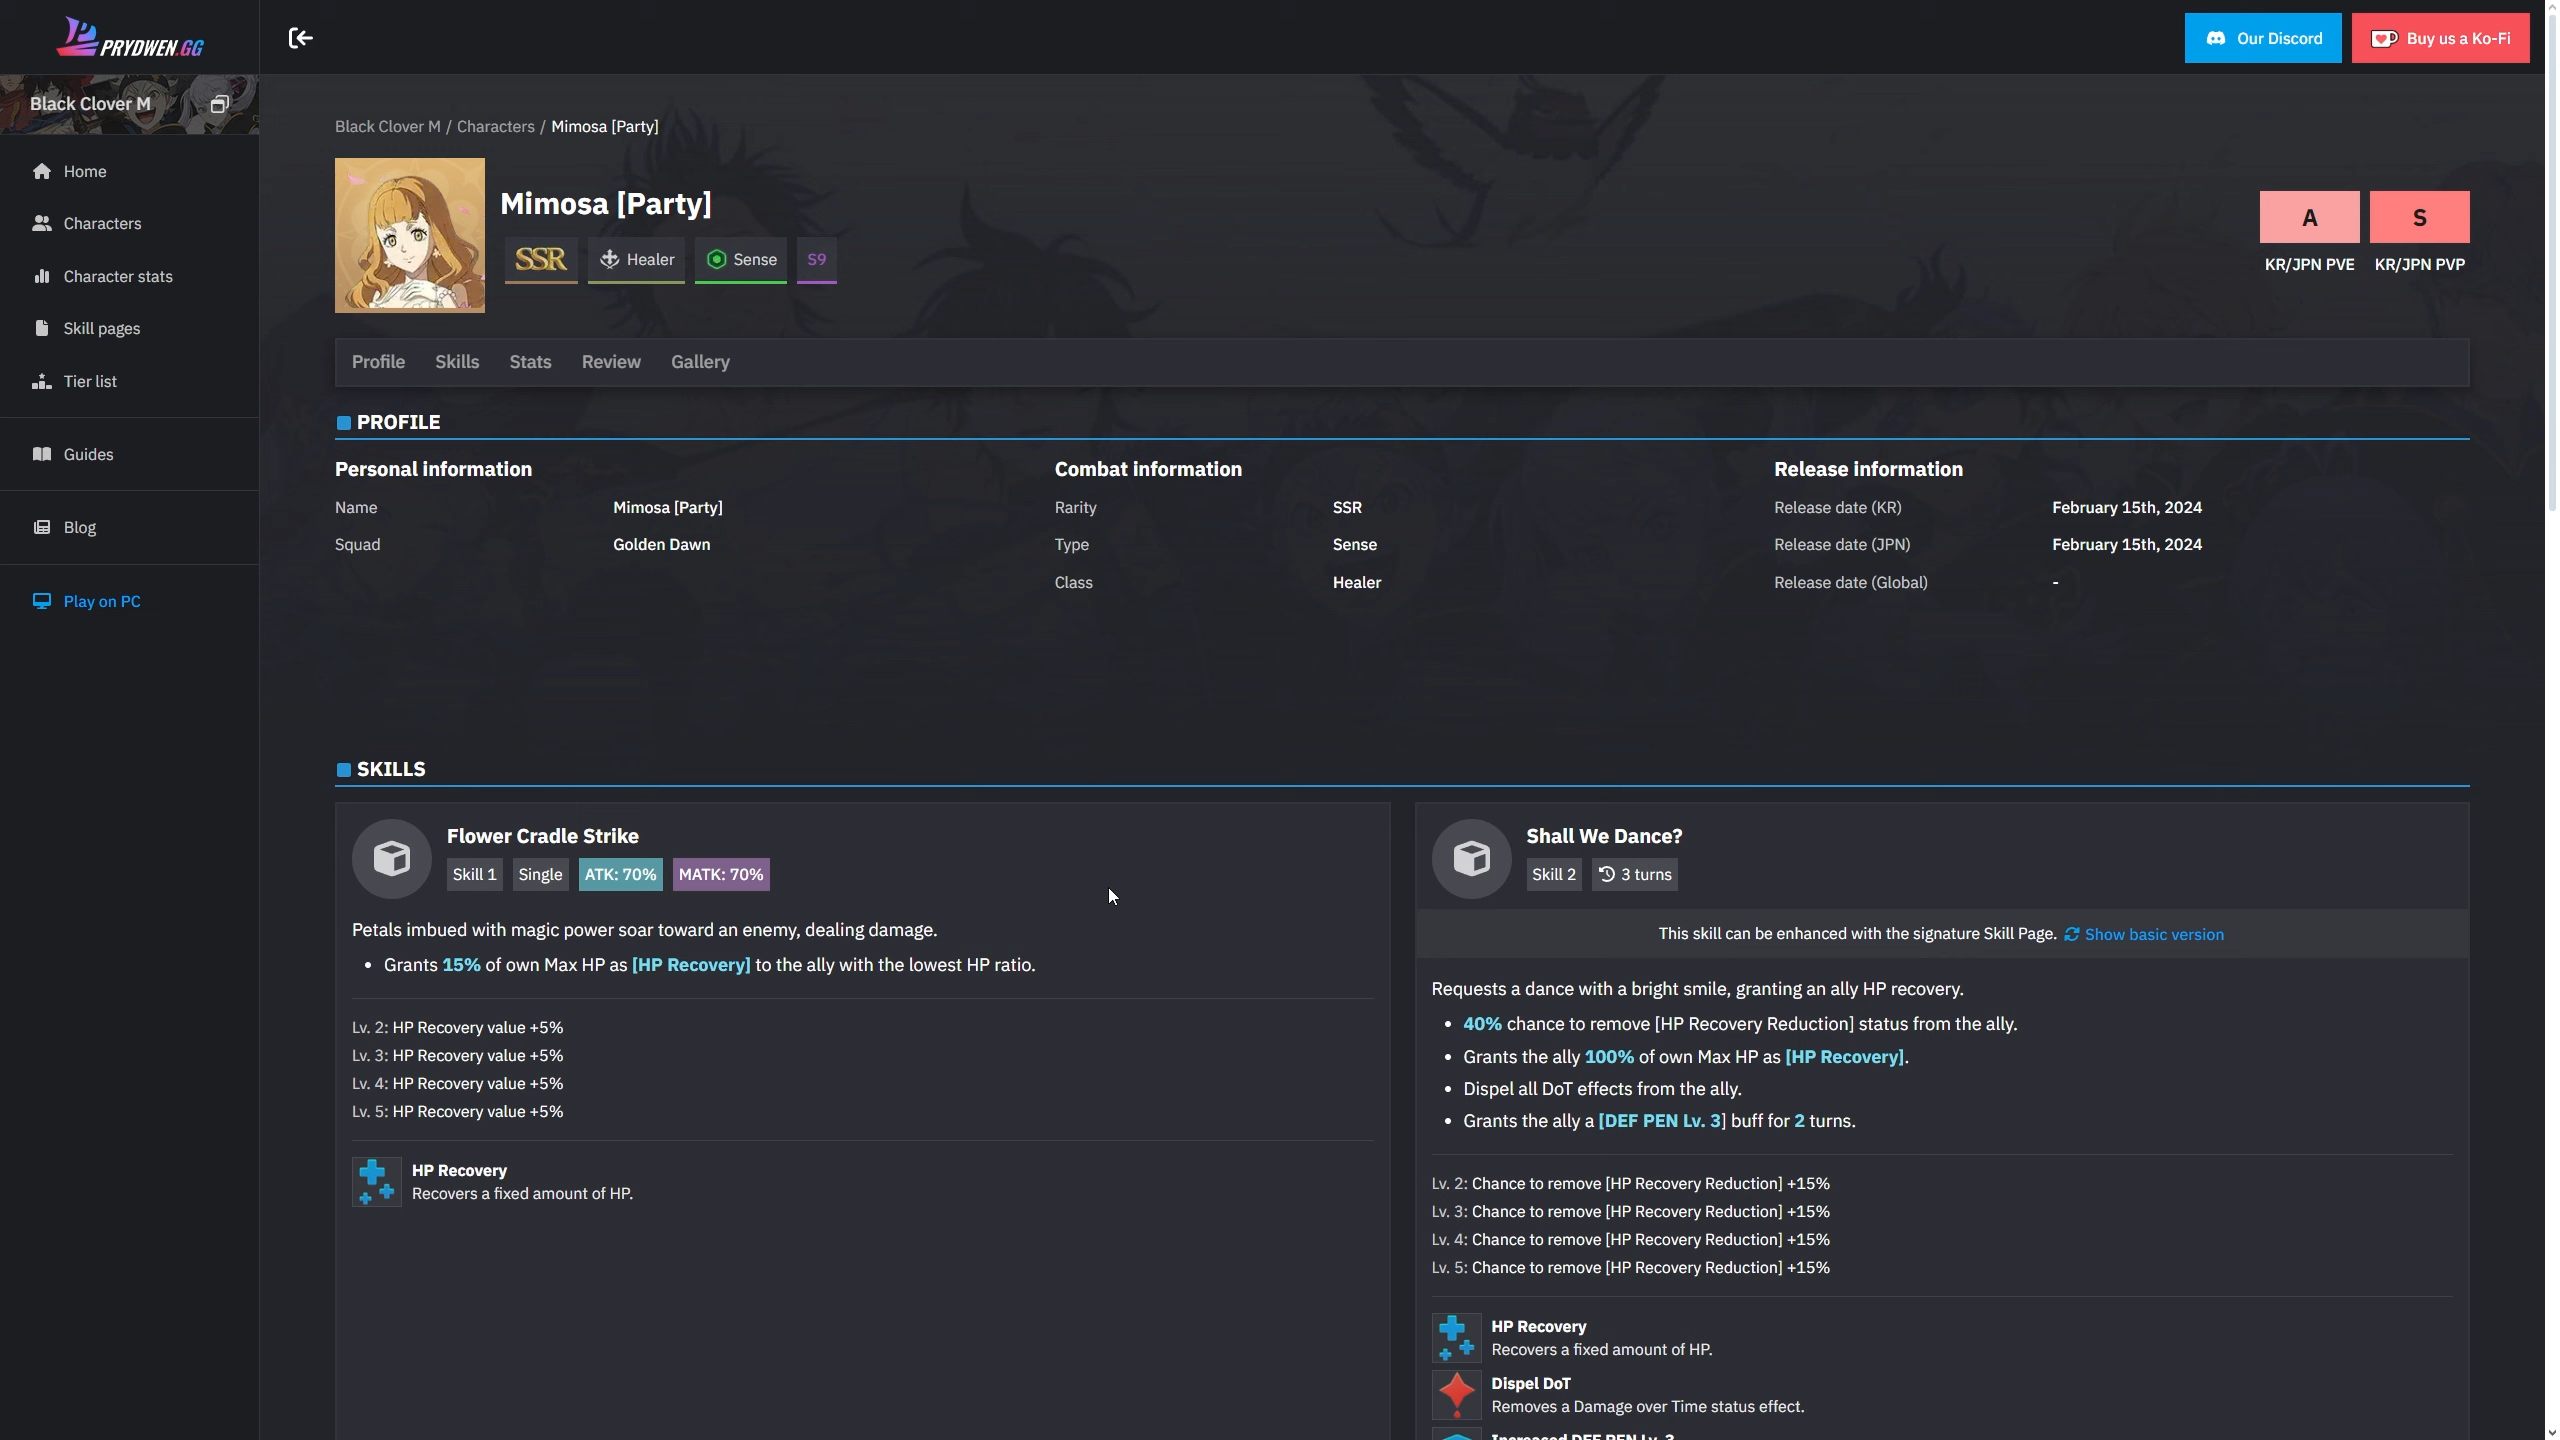 PRYDWEN.GG
Our Discord
Buy us a Ko-Fi
Black Clover M
Home
Characters
Character stats
Skill pages
Tier list
Guides
Blog
Play on PC
Black Clover M / Characters / Mimosa [Party]
Mimosa [Party]
SSR Healer Sense S9
A S
KR/JPN PVE KR/JPN PVP
Profile Skills Stats Review Gallery
PROFILE
Personal information
Name Mimosa [Party]
Squad Golden Dawn
Combat information
Rarity SSR
Type Sense
Class Healer
Release information
Release date (KR) February 15th, 2024
Release date (JPN) February 15th, 2024
Release date (Global) -
SKILLS
Flower Cradle Strike
Skill 1 Single ATK: 70% MATK: 70%
Petals imbued with magic power soar toward an enemy, dealing damage.
• Grants 15% of own Max HP as [HP Recovery] to the ally with the lowest HP ratio.
Lv. 2: HP Recovery value +5%
Lv. 3: HP Recovery value +5%
Lv. 4: HP Recovery value +5%
Lv. 5: HP Recovery value +5%
HP Recovery
Recovers a fixed amount of HP.
Shall We Dance?
Skill 2 3 turns
This skill can be enhanced with the signature Skill Page. Show basic version
Requests a dance with a bright smile, granting an ally HP recovery.
• 40% chance to remove [HP Recovery Reduction] status from the ally.
• Grants the ally 100% of own Max HP as [HP Recovery].
• Dispel all DoT effects from the ally.
• Grants the ally a [DEF PEN Lv. 3] buff for 2 turns.
Lv. 2: Chance to remove [HP Recovery Reduction] +15%
Lv. 3: Chance to remove [HP Recovery Reduction] +15%
Lv. 4: Chance to remove [HP Recovery Reduction] +15%
Lv. 5: Chance to remove [HP Recovery Reduction] +15%
HP Recovery
Recovers a fixed amount of HP.
Dispel DoT
Removes a Damage over Time status effect.
Increased DEF PEN Lv. 3